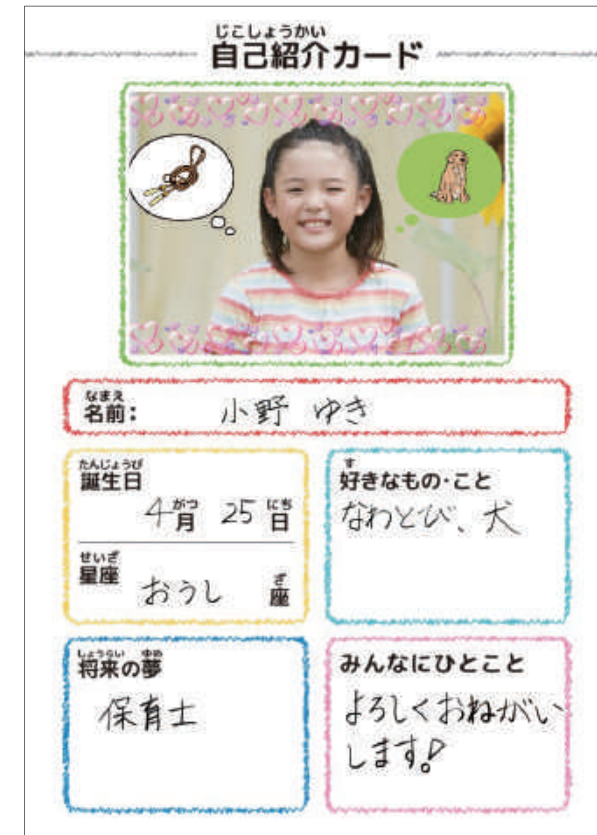 じこしょうかい
自己紹介カード
なまえ
名前: 小野 ゆき
たんじょうび
誕生日
4月 25日
がつ にち
せいざ
星座
おうし 座
ざ
す
好きなもの・こと
なわとび、犬
しょうらい ゆめ
将来の夢
保育士
みんなにひとこと
よろしくおねがい
します!